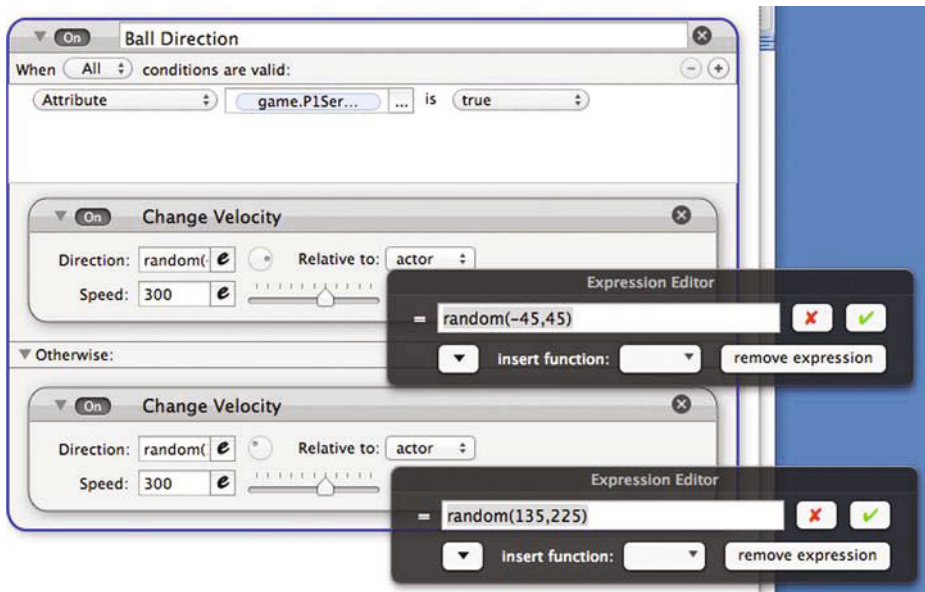 On Ball Direction
When All conditions are valid:
Attribute game.P1Ser... ... is true
On Change Velocity
Direction: random(- e Relative to: actor
Speed: 300 e
Expression Editor
= random(-45,45)
insert function: remove expression
Otherwise:
On Change Velocity
Direction: random( e Relative to: actor
Speed: 300 e
Expression Editor
= random(135,225)
insert function: remove expression